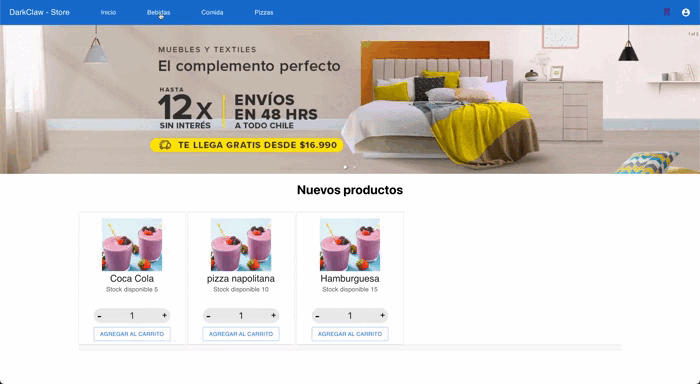 DarkClaw - Store Inicio Bebidas Comida Pizzas
1 of 2
MUEBLES Y TEXTILES
El complemento perfecto
HASTA
12x
SIN INTERÉS
ENVÍOS
EN 48 HRS
A TODO CHILE
TE LLEGA GRATIS DESDE $16.990
Nuevos productos
Coca Cola
Stock disponible 5
- 1 +
AGREGAR AL CARRITO
pizza napolitana
Stock disponible 10
- 1 +
AGREGAR AL CARRITO
Hamburguesa
Stock disponible 15
- 1 +
AGREGAR AL CARRITO